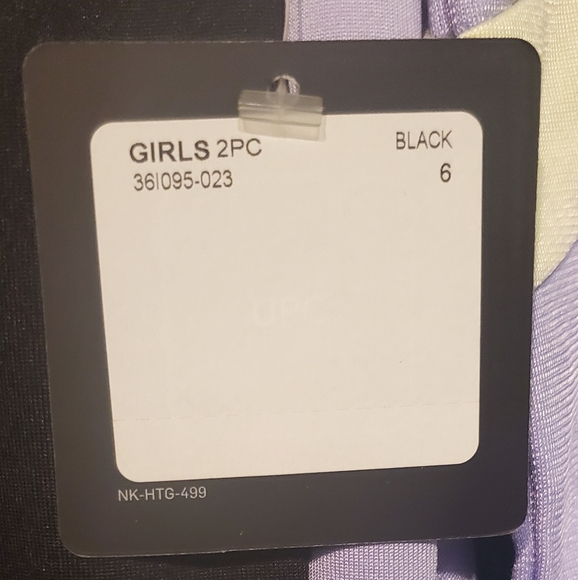 GIRLS 2PC BLACK
36I095-023 6
UPC
NK-HTG-499